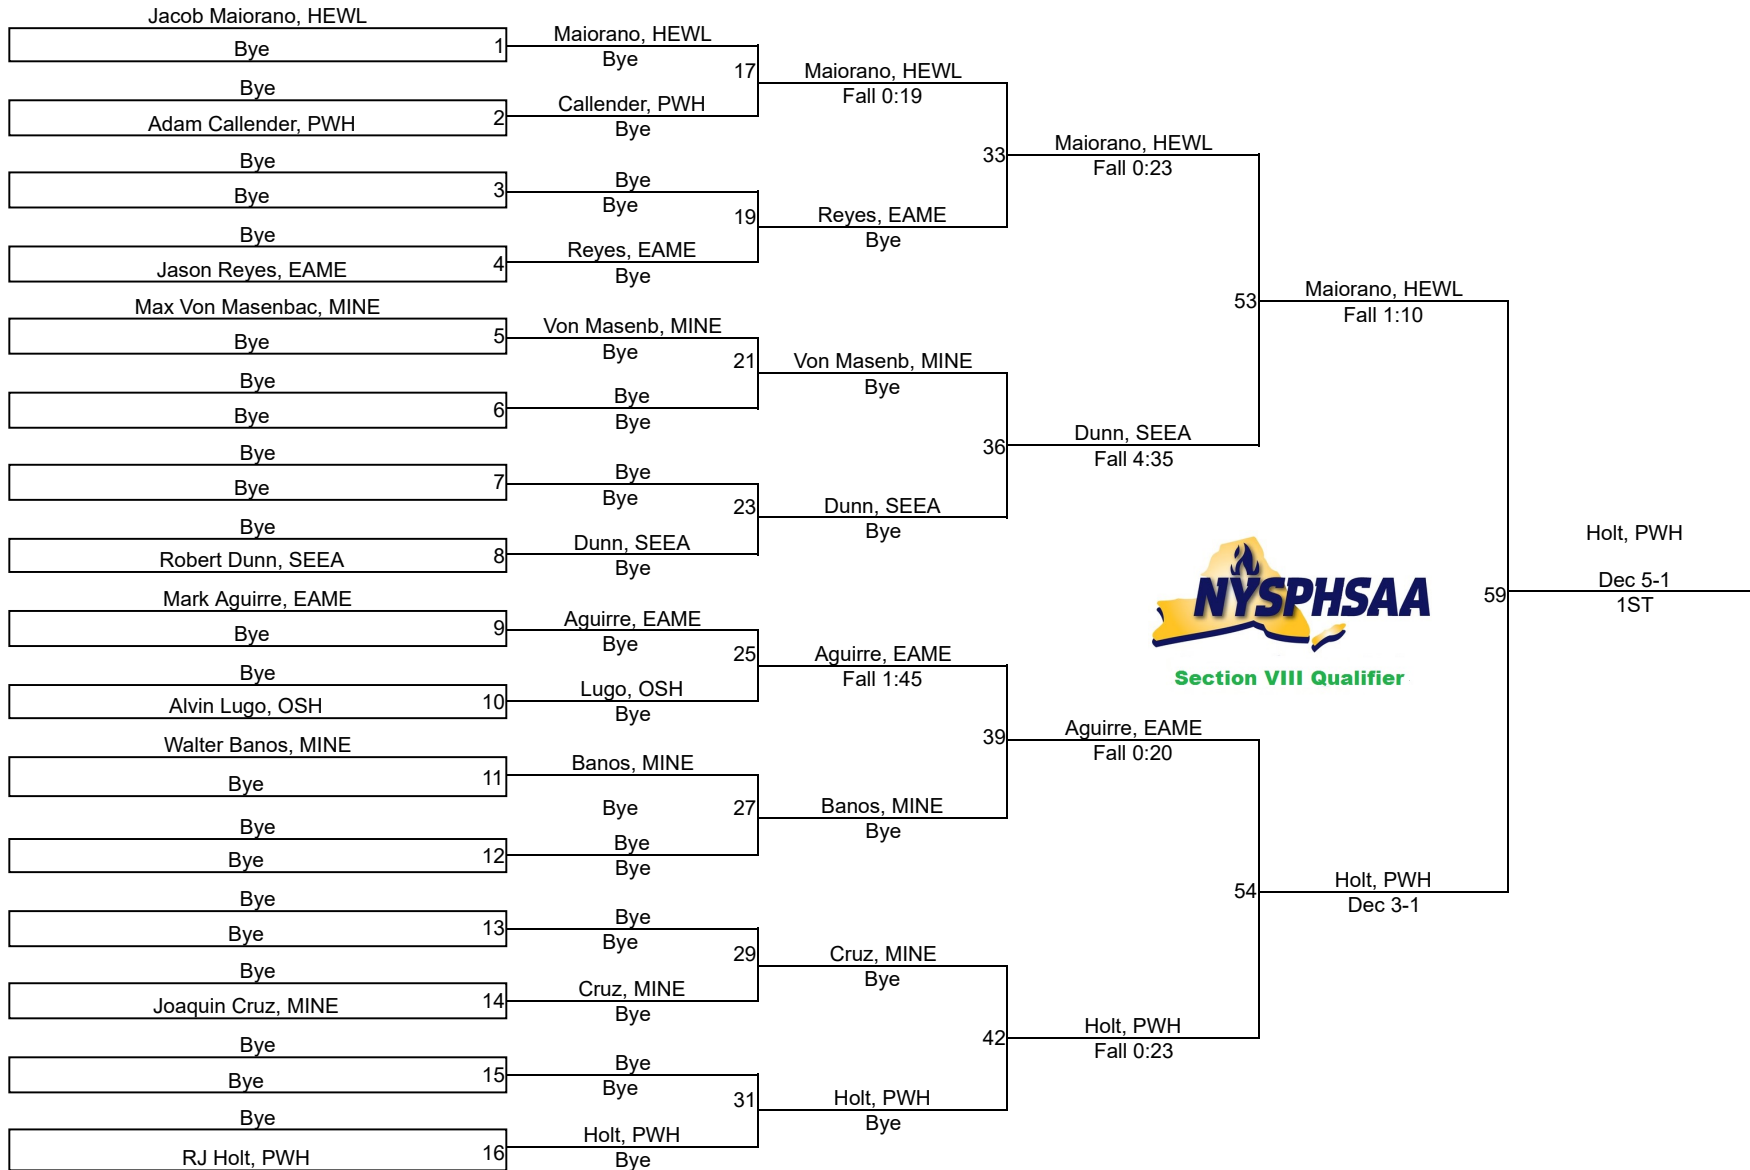 Jacob Maiorano, HEWL
Bye
1
Bye
Adam Callender, PWH
2
Bye
Bye
3
Bye
Jason Reyes, EAME
4
Max Von Masenbac, MINE
Bye
5
Bye
Bye
6
Bye
Bye
7
Bye
Robert Dunn, SEEA
8
Mark Aguirre, EAME
Bye
9
Bye
Alvin Lugo, OSH
10
Walter Banos, MINE
Bye
11
Bye
Bye
12
Bye
Bye
13
Bye
Joaquin Cruz, MINE
14
Bye
Bye
15
Bye
RJ Holt, PWH
16
Maiorano, HEWL
Bye
17
Callender, PWH
Bye
Bye
Bye
19
Reyes, EAME
Bye
Von Masenb, MINE
Bye
21
Bye
Bye
Bye
Bye
23
Dunn, SEEA
Bye
Aguirre, EAME
Bye
25
Lugo, OSH
Bye
Banos, MINE
Bye
27
Bye
Bye
Bye
Bye
29
Cruz, MINE
Bye
Bye
Bye
31
Holt, PWH
Bye
Maiorano, HEWL
Fall 0:19
33
Reyes, EAME
Bye
Von Masenb, MINE
Bye
36
Dunn, SEEA
Bye
Aguirre, EAME
Fall 1:45
39
Banos, MINE
Bye
Cruz, MINE
Bye
42
Holt, PWH
Bye
Maiorano, HEWL
Fall 0:23
53
Dunn, SEEA
Fall 4:35
Aguirre, EAME
Fall 0:20
54
Holt, PWH
Fall 0:23
Maiorano, HEWL
Fall 1:10
59
Holt, PWH
Dec 3-1
Holt, PWH
Dec 5-1
1ST
NYSPHSAA
Section VIII Qualifier